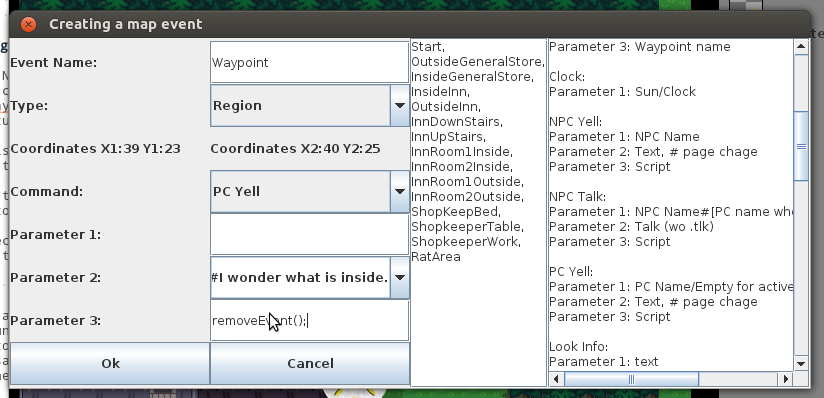 Creating a map event
Event Name:
Waypoint
Type:
Region
Coordinates X1:39 Y1:23
Coordinates X2:40 Y2:25
Command:
PC Yell
Parameter 1:
Parameter 2:
#I wonder what is inside.
Parameter 3:
removeEvent();
Ok
Cancel
Start,
OutsideGeneralStore,
InsideGeneralStore,
InsideInn,
OutsideInn,
InnDownStairs,
InnUpStairs,
InnRoom1Inside,
InnRoom2Inside,
InnRoom1Outside,
InnRoom2Outside,
ShopKeepBed,
ShopkeeperTable,
ShopkeeperWork,
RatArea
Parameter 3: Waypoint name
Clock:
Parameter 1: Sun/Clock
NPC Yell:
Parameter 1: NPC Name
Parameter 2: Text, # page chage
Parameter 3: Script
NPC Talk:
Parameter 1: NPC Name#[PC name whe
Parameter 2: Talk (wo .tlk)
Parameter 3: Script
PC Yell:
Parameter 1: PC Name/Empty for active
Parameter 2: Text, # page chage
Parameter 3: Script
Look Info:
Parameter 1: text